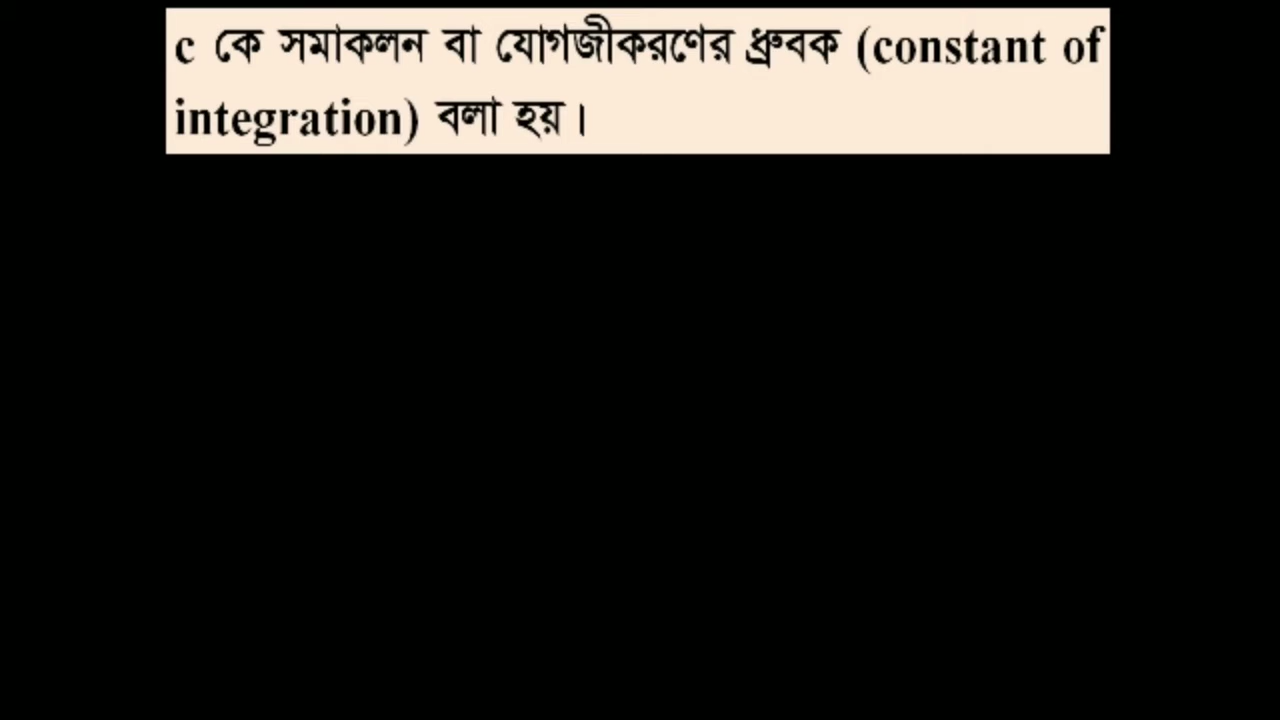 c কে সমাকলন বা যোগজীকরণের ধ্রুবক (constant of
integration) বলা হয়।